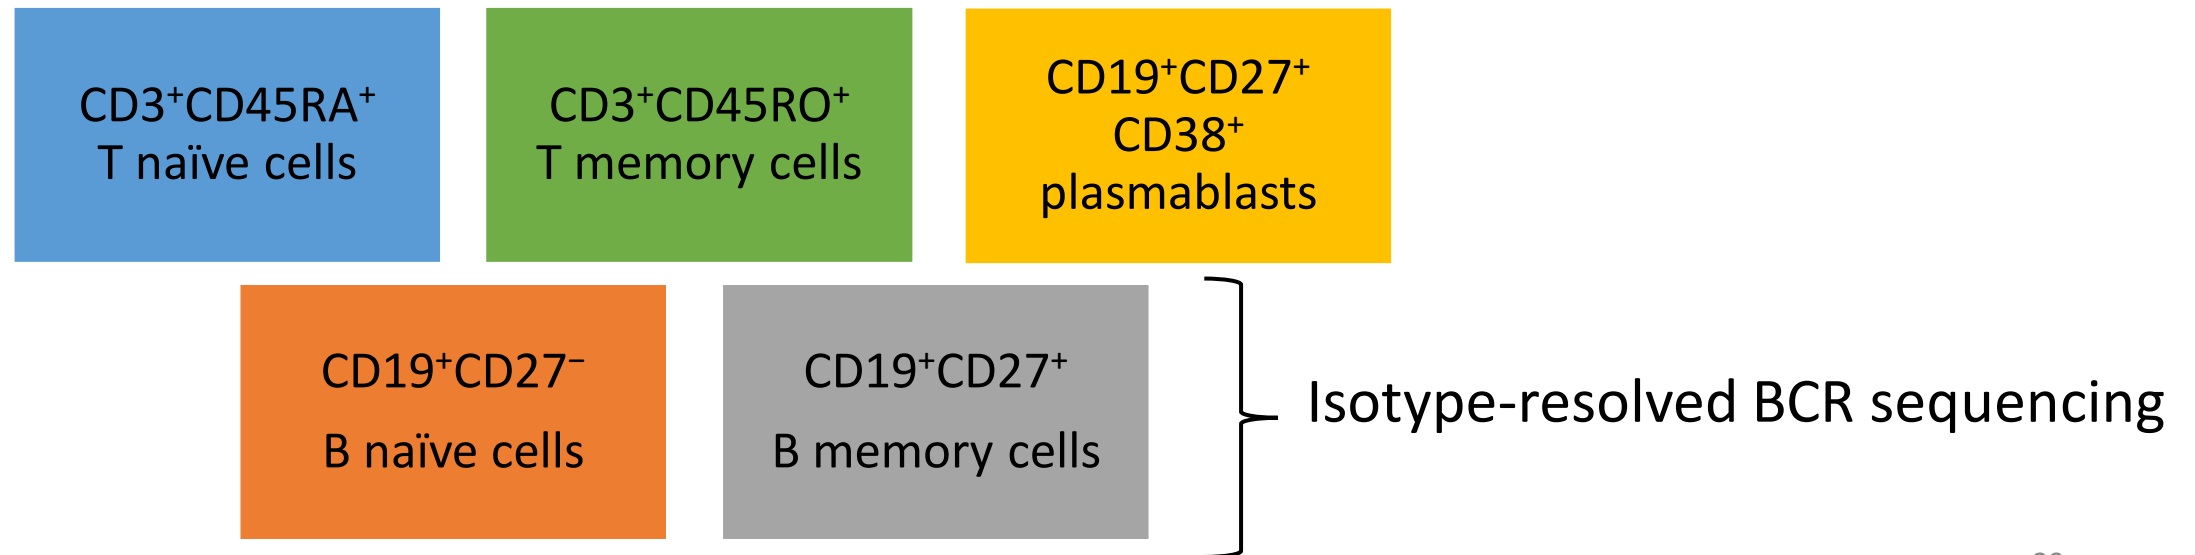 CD3⁺CD45RA⁺
T naïve cells
CD3⁺CD45RO⁺
T memory cells
CD19⁺CD27⁺
CD38⁺
plasmablasts
CD19⁺CD27⁻
B naïve cells
CD19⁺CD27⁺
B memory cells
Isotype-resolved BCR sequencing